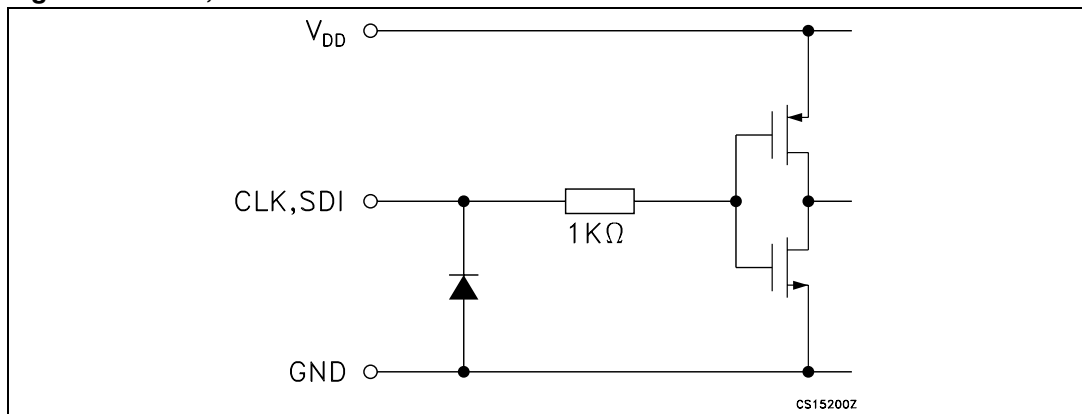 V_DD
CLK,SDI
1KΩ
GND
CS15200Z